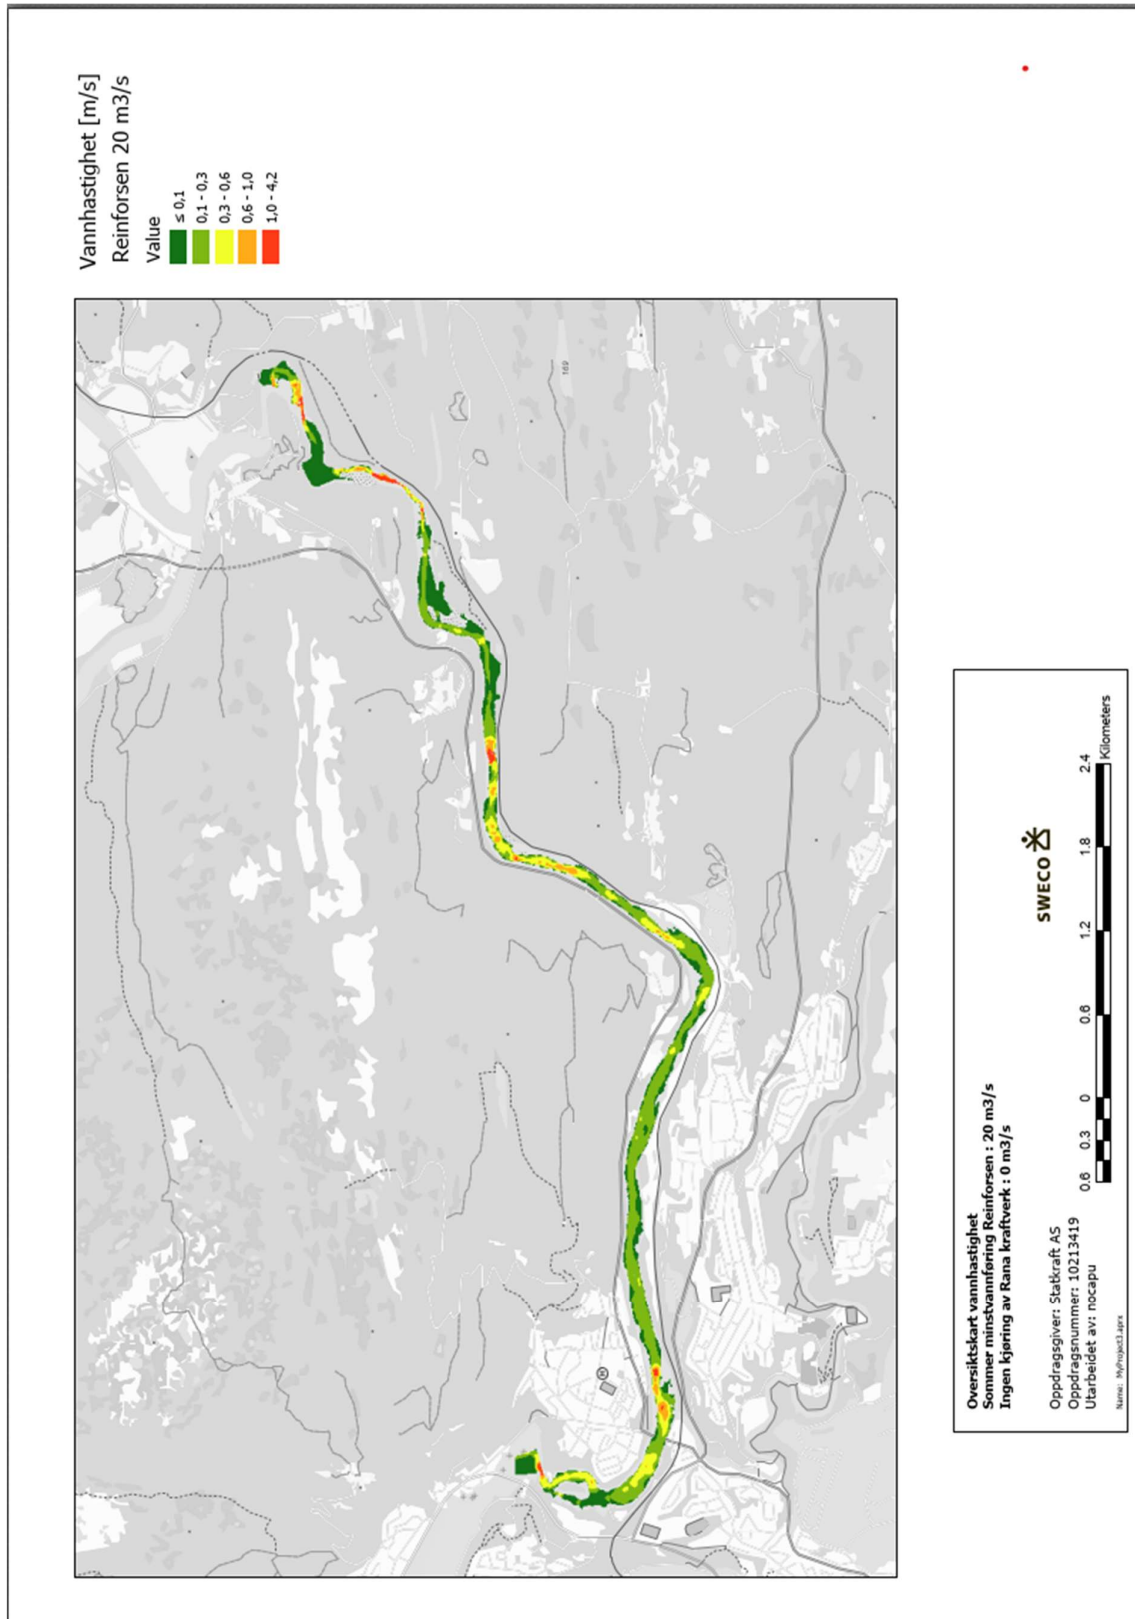 Vannhastighet [m/s]
Reinforsen 20 m3/s
Value
≤ 0,1
0,1 - 0,3
0,3 - 0,6
0,6 - 1,0
1,0 - 4,2
169
H
Oversiktskart vannhastighet
Sommer minstvannføring Reinforsen : 20 m3/s
Ingen kjøring av Rana kraftverk : 0 m3/s
Oppdragsgiver: Statkraft AS
Oppdragsnummer: 10213419
Utarbeidet av: nocapu
Name: MyProject3.aprx
SWECO
0.6 0.3 0 0.6 1.2 1.8 2.4
Kilometers